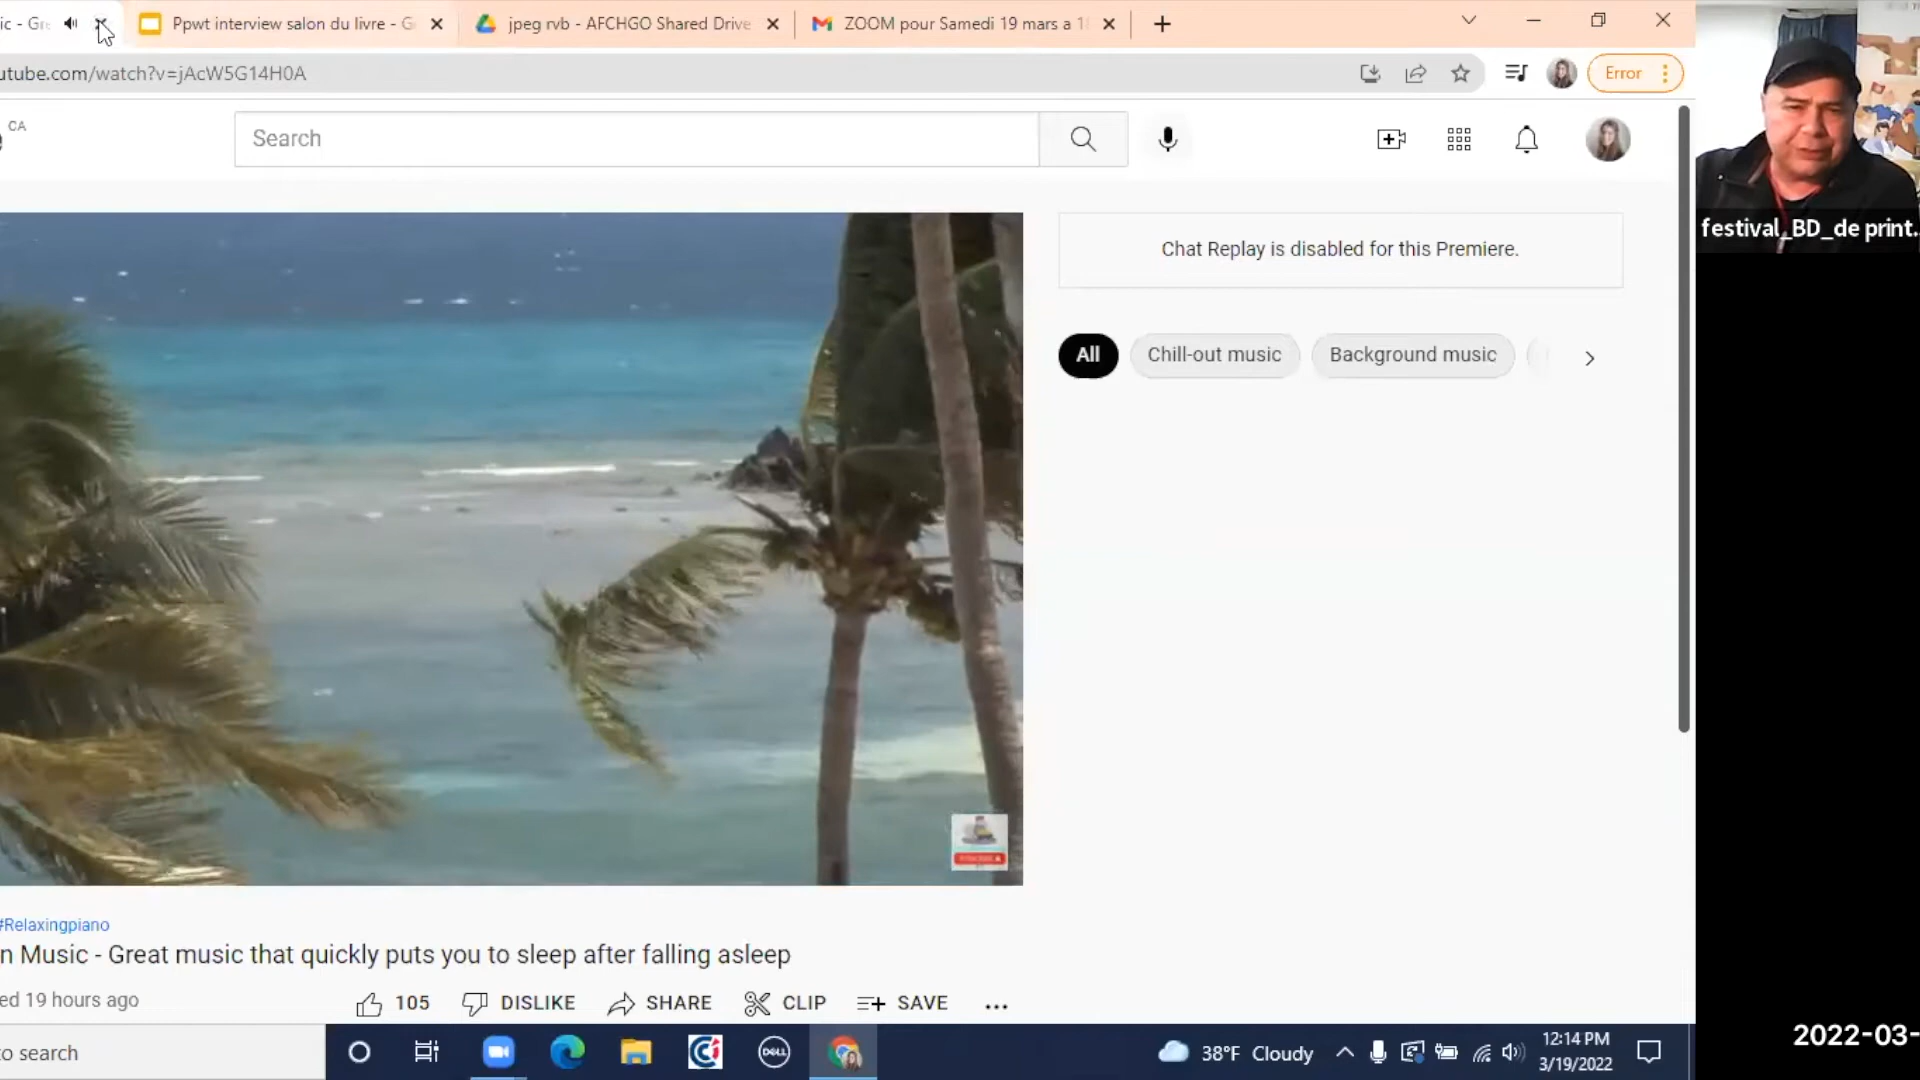 ic - Gre
Ppwt interview salon du livre - G
jpeg rvb - AFCHGO Shared Drive
ZOOM pour Samedi 19 mars a 1
utube.com/watch?v=jAcW5G14H0A
Error
CA
Search
festival_BD_de print...
Chat Replay is disabled for this Premiere.
All
Chill-out music
Background music
#Relaxingpiano
n Music - Great music that quickly puts you to sleep after falling asleep
ed 19 hours ago
105
DISLIKE
SHARE
CLIP
SAVE
to search
DELL
38°F Cloudy
12:14 PM
3/19/2022
2022-03-